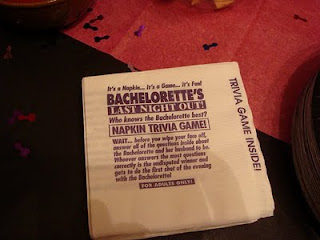 It's a Napkin... It's a Game... It's Fun!
BACHELORETTE'S
LAST NIGHT OUT!
Who knows the Bachelorette best?
NAPKIN TRIVIA GAME!
WAIT... before you wipe your face off,
answer all of the questions inside about
the Bachelorette and her husband to be.
Whoever answers the most questions
correctly is the undisputed winner and
gets to do the first shot of the evening
with the Bachelorette!
FOR ADULTS ONLY!
TRIVIA GAME INSIDE!